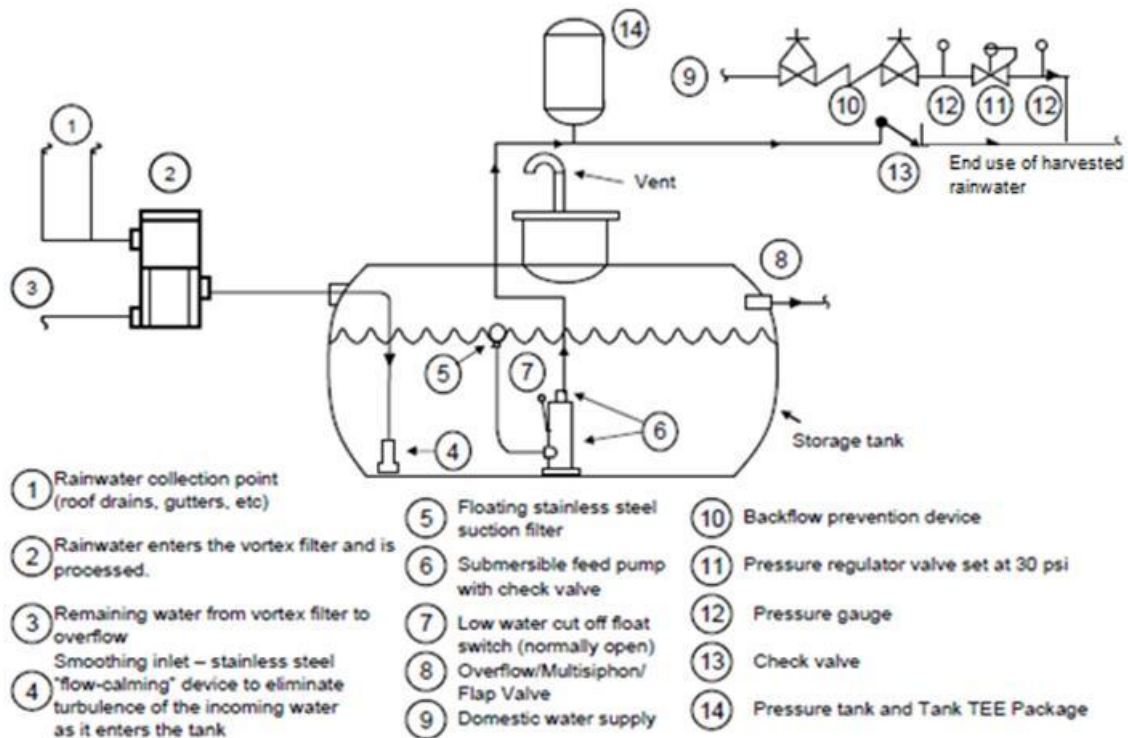 14
9
10
12
11
12
1
2
Vent
13
End use of harvested
rainwater
3
8
5
7
6
4
Storage tank
1 Rainwater collection point
(roof drains, gutters, etc)
2 Rainwater enters the vortex filter and is
processed.
3 Remaining water from vortex filter to
overflow
4 Smoothing inlet – stainless steel
"flow-calming" device to eliminate
turbulence of the incoming water
as it enters the tank
5 Floating stainless steel
suction filter
6 Submersible feed pump
with check valve
7 Low water cut off float
switch (normally open)
8 Overflow/Multisiphon/
Flap Valve
9 Domestic water supply
10 Backflow prevention device
11 Pressure regulator valve set at 30 psi
12 Pressure gauge
13 Check valve
14 Pressure tank and Tank TEE Package